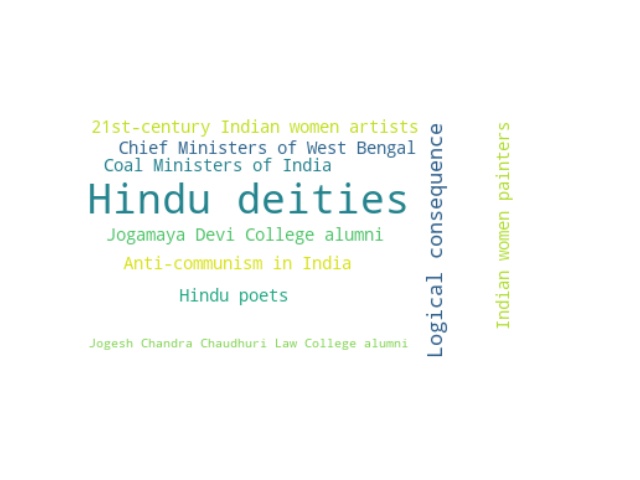 21st-century Indian women artists
Chief Ministers of West Bengal
Coal Ministers of India
Hindu deities
Jogamaya Devi College alumni
Anti-communism in India
Hindu poets
Jogesh Chandra Chaudhuri Law College alumni
Logical consequence
Indian women painters